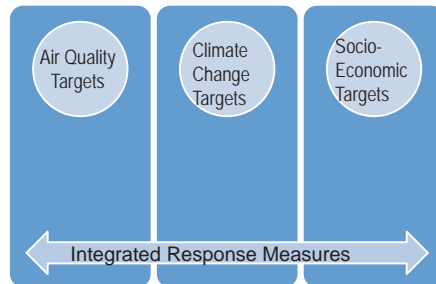 Air Quality
Targets
Climate
Change
Targets
Socio-
Economic
Targets
Integrated Response Measures